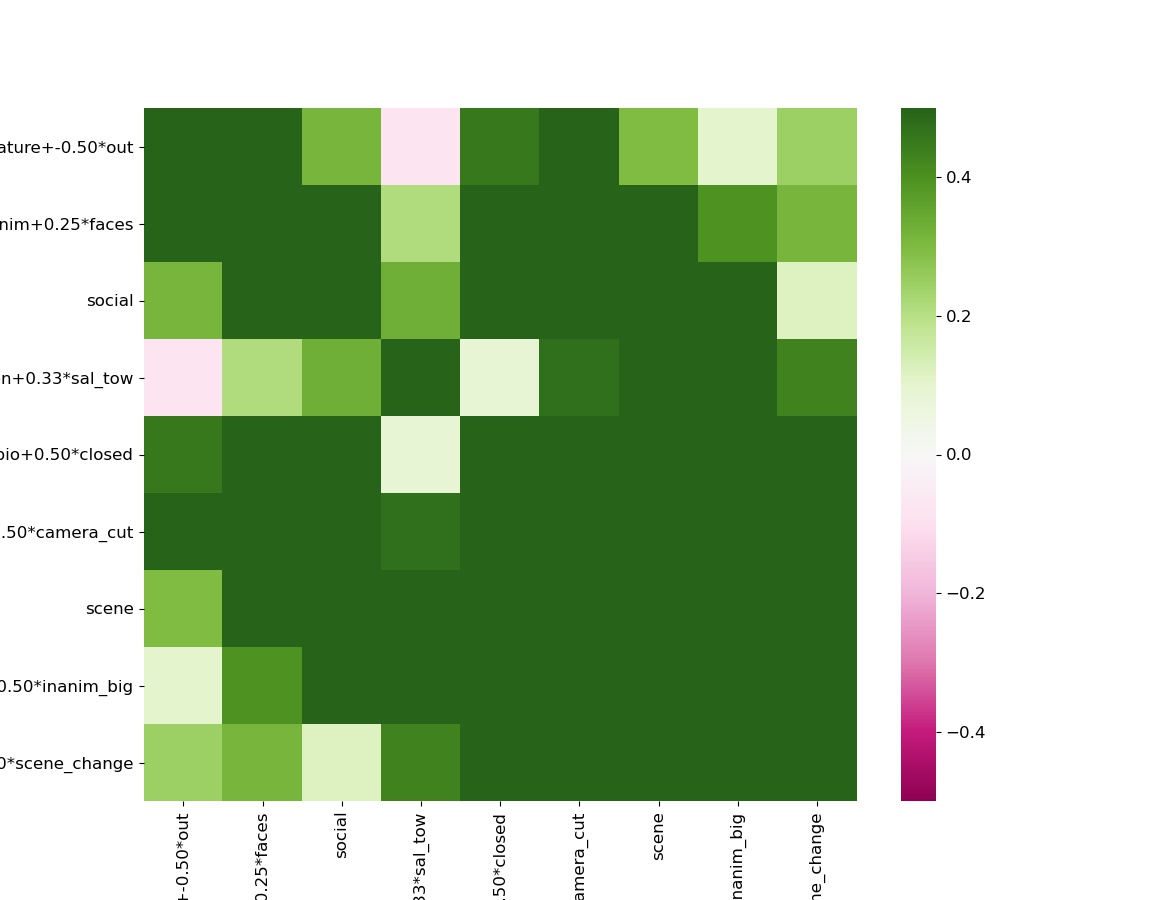 ature+-0.50*out
nim+0.25*faces
social
n+0.33*sal_tow
bio+0.50*closed
.50*camera_cut
scene
0.50*inanim_big
0*scene_change
+-0.50*out
0.25*faces
social
33*sal_tow
.50*closed
amera_cut
scene
nanim_big
ne_change
0.4
0.2
0.0
−0.2
−0.4